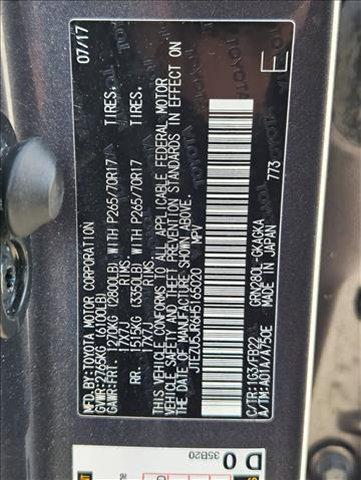 07/17
MFD.BY:TOYOTA MOTOR CORPORATION
GVWR:2765KG (6100LB)
GAWR:FRT. 1270KG (2800LB) WITH P265/70R17 TIRES,
17X7J RIMS
RR. 1515KG (3350LB) WITH P265/70R17 TIRES,
17X7J RIMS
THIS VEHICLE CONFORMS TO ALL APPLICABLE FEDERAL MOTOR
VEHICLE SAFETY AND THEFT PREVENTION STANDARDS IN EFFECT ON
THE DATE OF MANUFACTURE SHOWN ABOVE.
JTEZU5JR6H5165020
MPV
C/TR:1G3/FB22 GRN280L-GKAGKA
A/TM:A01A/A750E MADE IN JAPAN
773
E
D 0
35B20